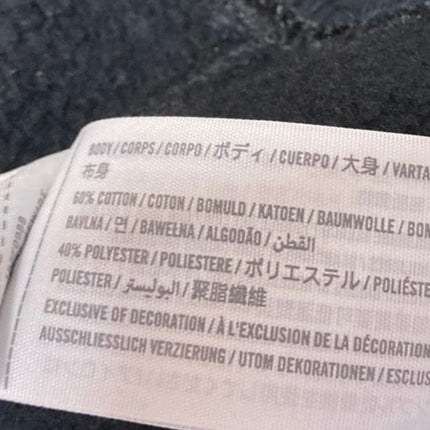 BODY / CORPS / CORPO / ボディ / CUERPO / 大身 / VARTA
布身
60% COTTON / COTON / BOMULD / KATOEN / BAUMWOLLE / BOM
BAVLNA / 면 / BAWEŁNA / ALGODÃO / القطن
40% POLYESTER / POLIESTERE / ポリエステル / POLIÉSTE
POLIESTER / البوليستر / 聚脂纖維
EXCLUSIVE OF DECORATION / À L'EXCLUSION DE LA DÉCORATION
AUSSCHLIESSLICH VERZIERUNG / UTOM DEKORATIONEN / ESCLUS